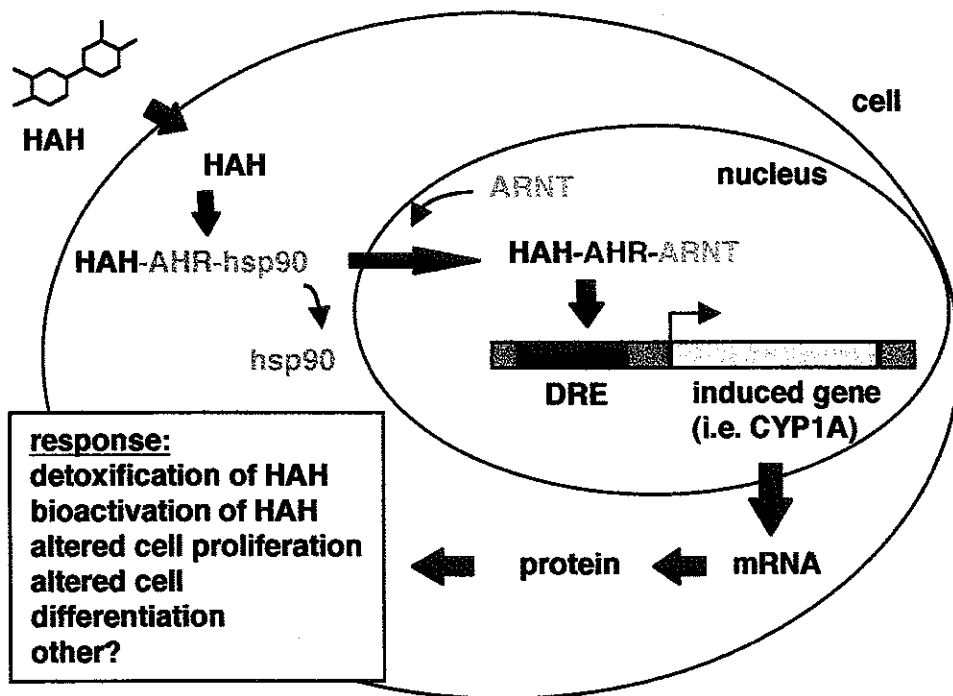 HAH
cell
HAH
nucleus
ARNT
HAH-AHR-hsp90
HAH-AHR-ARNT
hsp90
DRE
induced gene
(i.e. CYP1A)
mRNA
protein
response:
detoxification of HAH
bioactivation of HAH
altered cell proliferation
altered cell
differentiation
other?